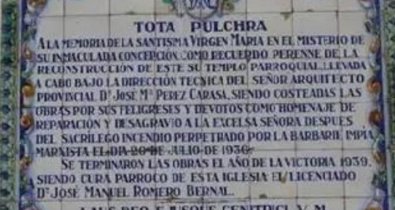 TOTA PULCHRA
A LA MEMORIA DE LA SANTISIMA VIRGEN MARIA EN EL MISTERIO DE
SU INMACULADA CONCEPCION COMO RECUERDO PERENNE DE LA
RECONSTRUCCION DE ESTE SU TEMPLO PARROQUIAL LLEVADA
A CABO BAJO LA DIRECCION TECNICA DEL SEÑOR ARQUITECTO
PROVINCIAL Dn JOSE Mª PEREZ CARASA, SIENDO COSTEADAS LAS
OBRAS POR SUS FELIGRESES Y DEVOTOS COMO HOMENAJE DE
REPARACION Y DESAGRAVIO A LA EXCELSA SEÑORA DESPUES
DEL SACRILEGO INCENDIO PERPETRADO POR LA BARBARIE IMPIA
MARXISTA EL DIA 20 DE JULIO DE 1936
SE TERMINARON LAS OBRAS EL AÑO DE LA VICTORIA 1939,
SIENDO CURA PARROCO DE ESTA IGLESIA EL LICENCIADO
Dn JOSE MANUEL ROMERO BERNAL.
LAUS DEO EJUSQUE GENITRICI V. M.